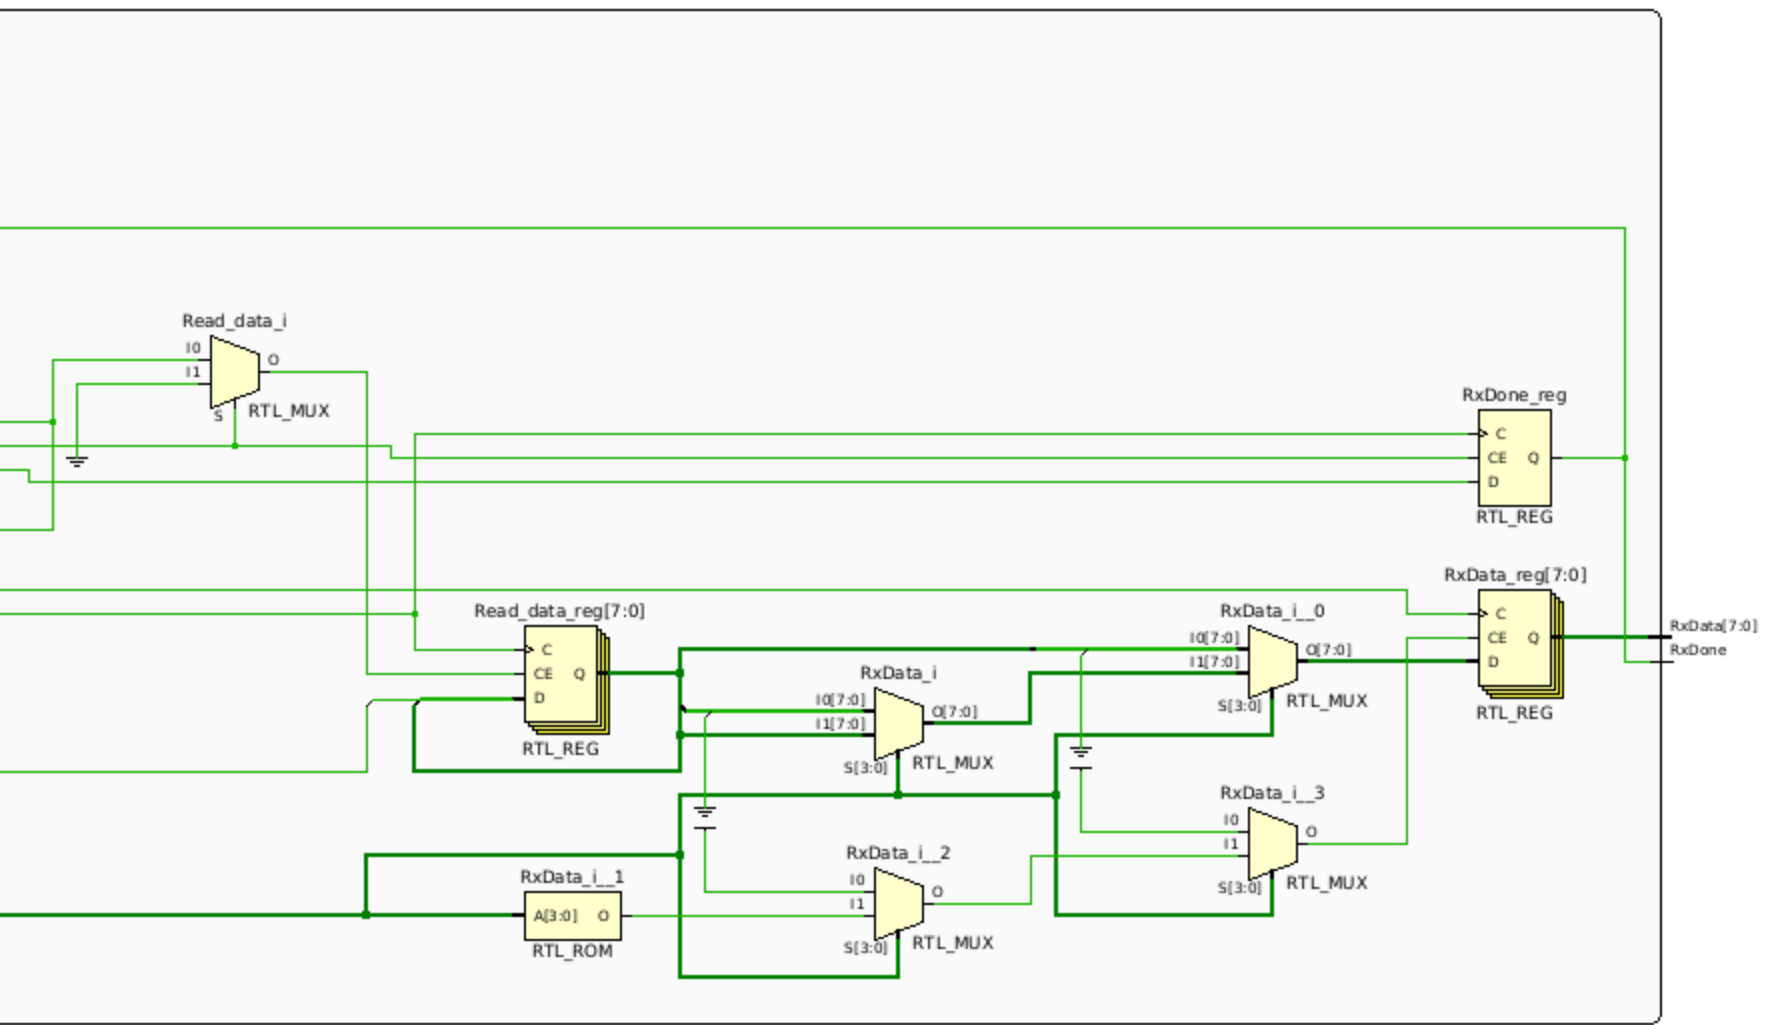 Read_data_i
I0
I1
O
S
RTL_MUX
RxDone_reg
C
CE
Q
D
RTL_REG
RxData_reg[7:0]
C
CE
Q
D
RTL_REG
RxData[7:0]
RxDone
Read_data_reg[7:0]
C
CE
Q
D
RTL_REG
RxData_i__0
I0[7:0]
I1[7:0]
O[7:0]
S[3:0]
RTL_MUX
RxData_i
I0[7:0]
I1[7:0]
O[7:0]
S[3:0]
RTL_MUX
RxData_i__3
I0
I1
O
S[3:0]
RTL_MUX
RxData_i__2
I0
I1
O
S[3:0]
RTL_MUX
RxData_i__1
A[3:0]
O
RTL_ROM